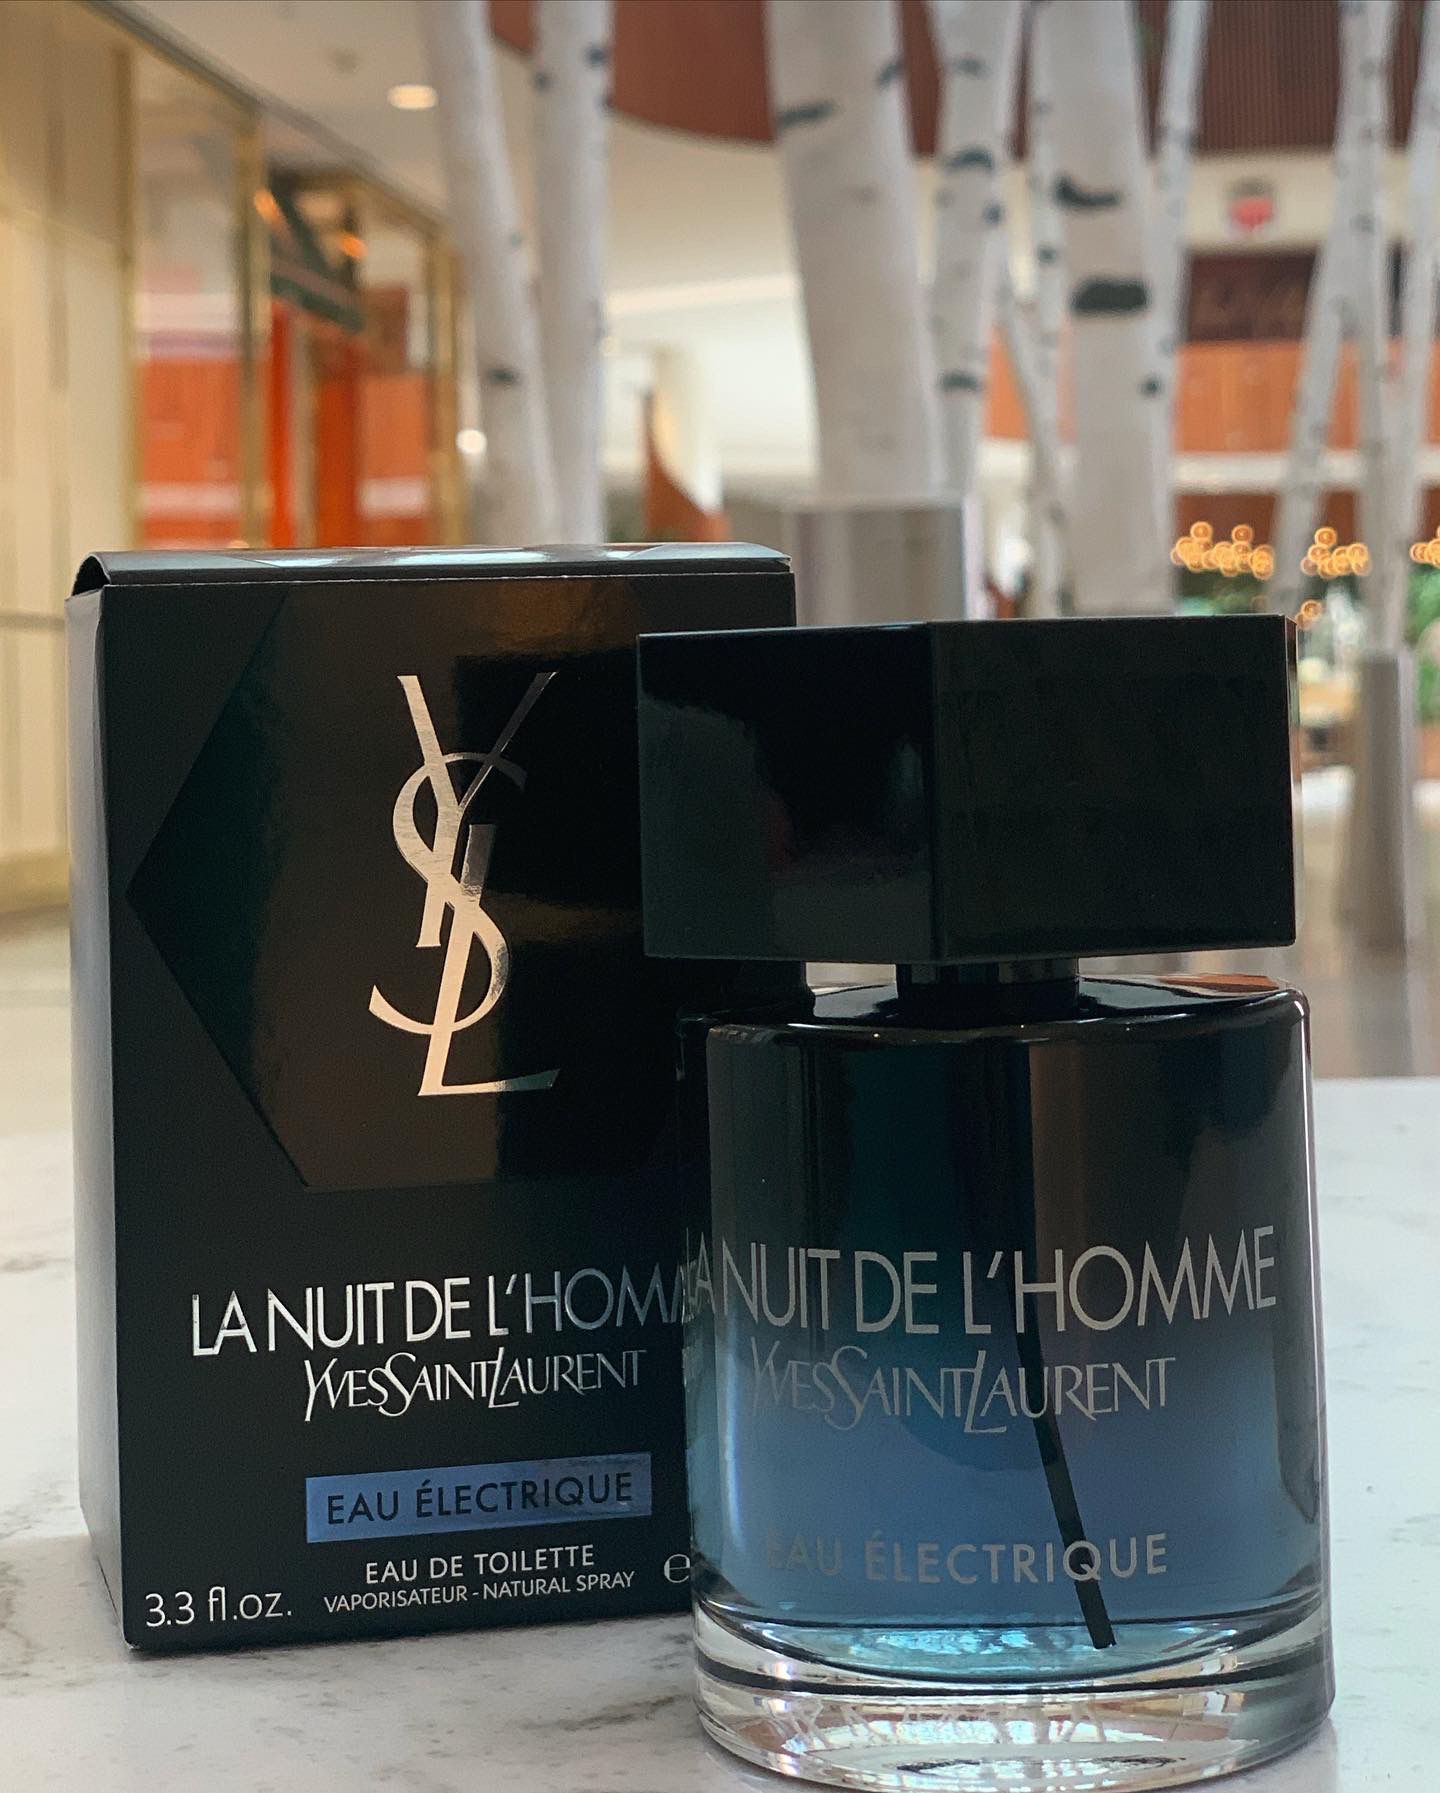 YSL
LA NUIT DE L'HOM
YVESSAINTLAURENT
EAU ÉLECTRIQUE
EAU DE TOILETTE
VAPORISATEUR - NATURAL SPRAY
3.3 fl.oz.
e
LA NUIT DE L'HOMME
YVESSAINTLAURENT
EAU ÉLECTRIQUE